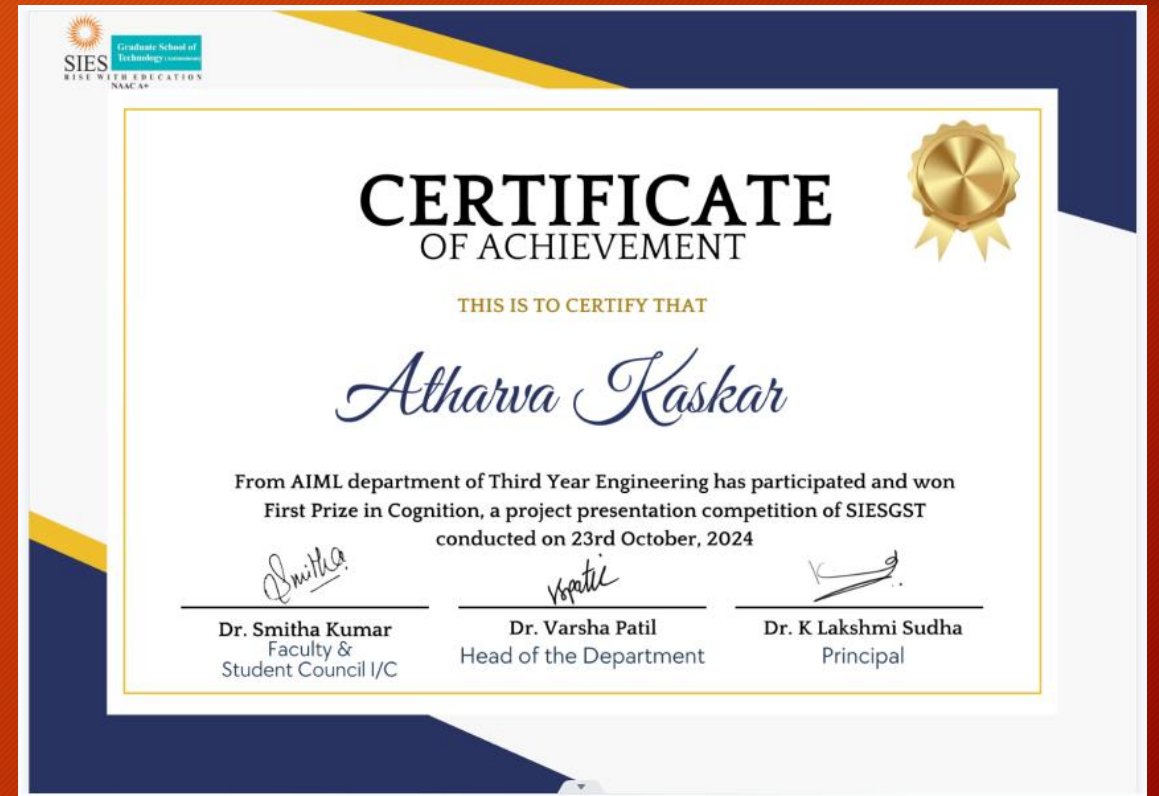 SIES
Graduate School of
Technology
RISE WITH EDUCATION
NAAC A+
CERTIFICATE
OF ACHIEVEMENT
THIS IS TO CERTIFY THAT
Atharva Kaskar
From AIML department of Third Year Engineering has participated and won
First Prize in Cognition, a project presentation competition of SIESGST
conducted on 23rd October, 2024
Smitha
vspatil
Dr. Smitha Kumar
Faculty &
Student Council I/C
Dr. Varsha Patil
Head of the Department
Dr. K Lakshmi Sudha
Principal